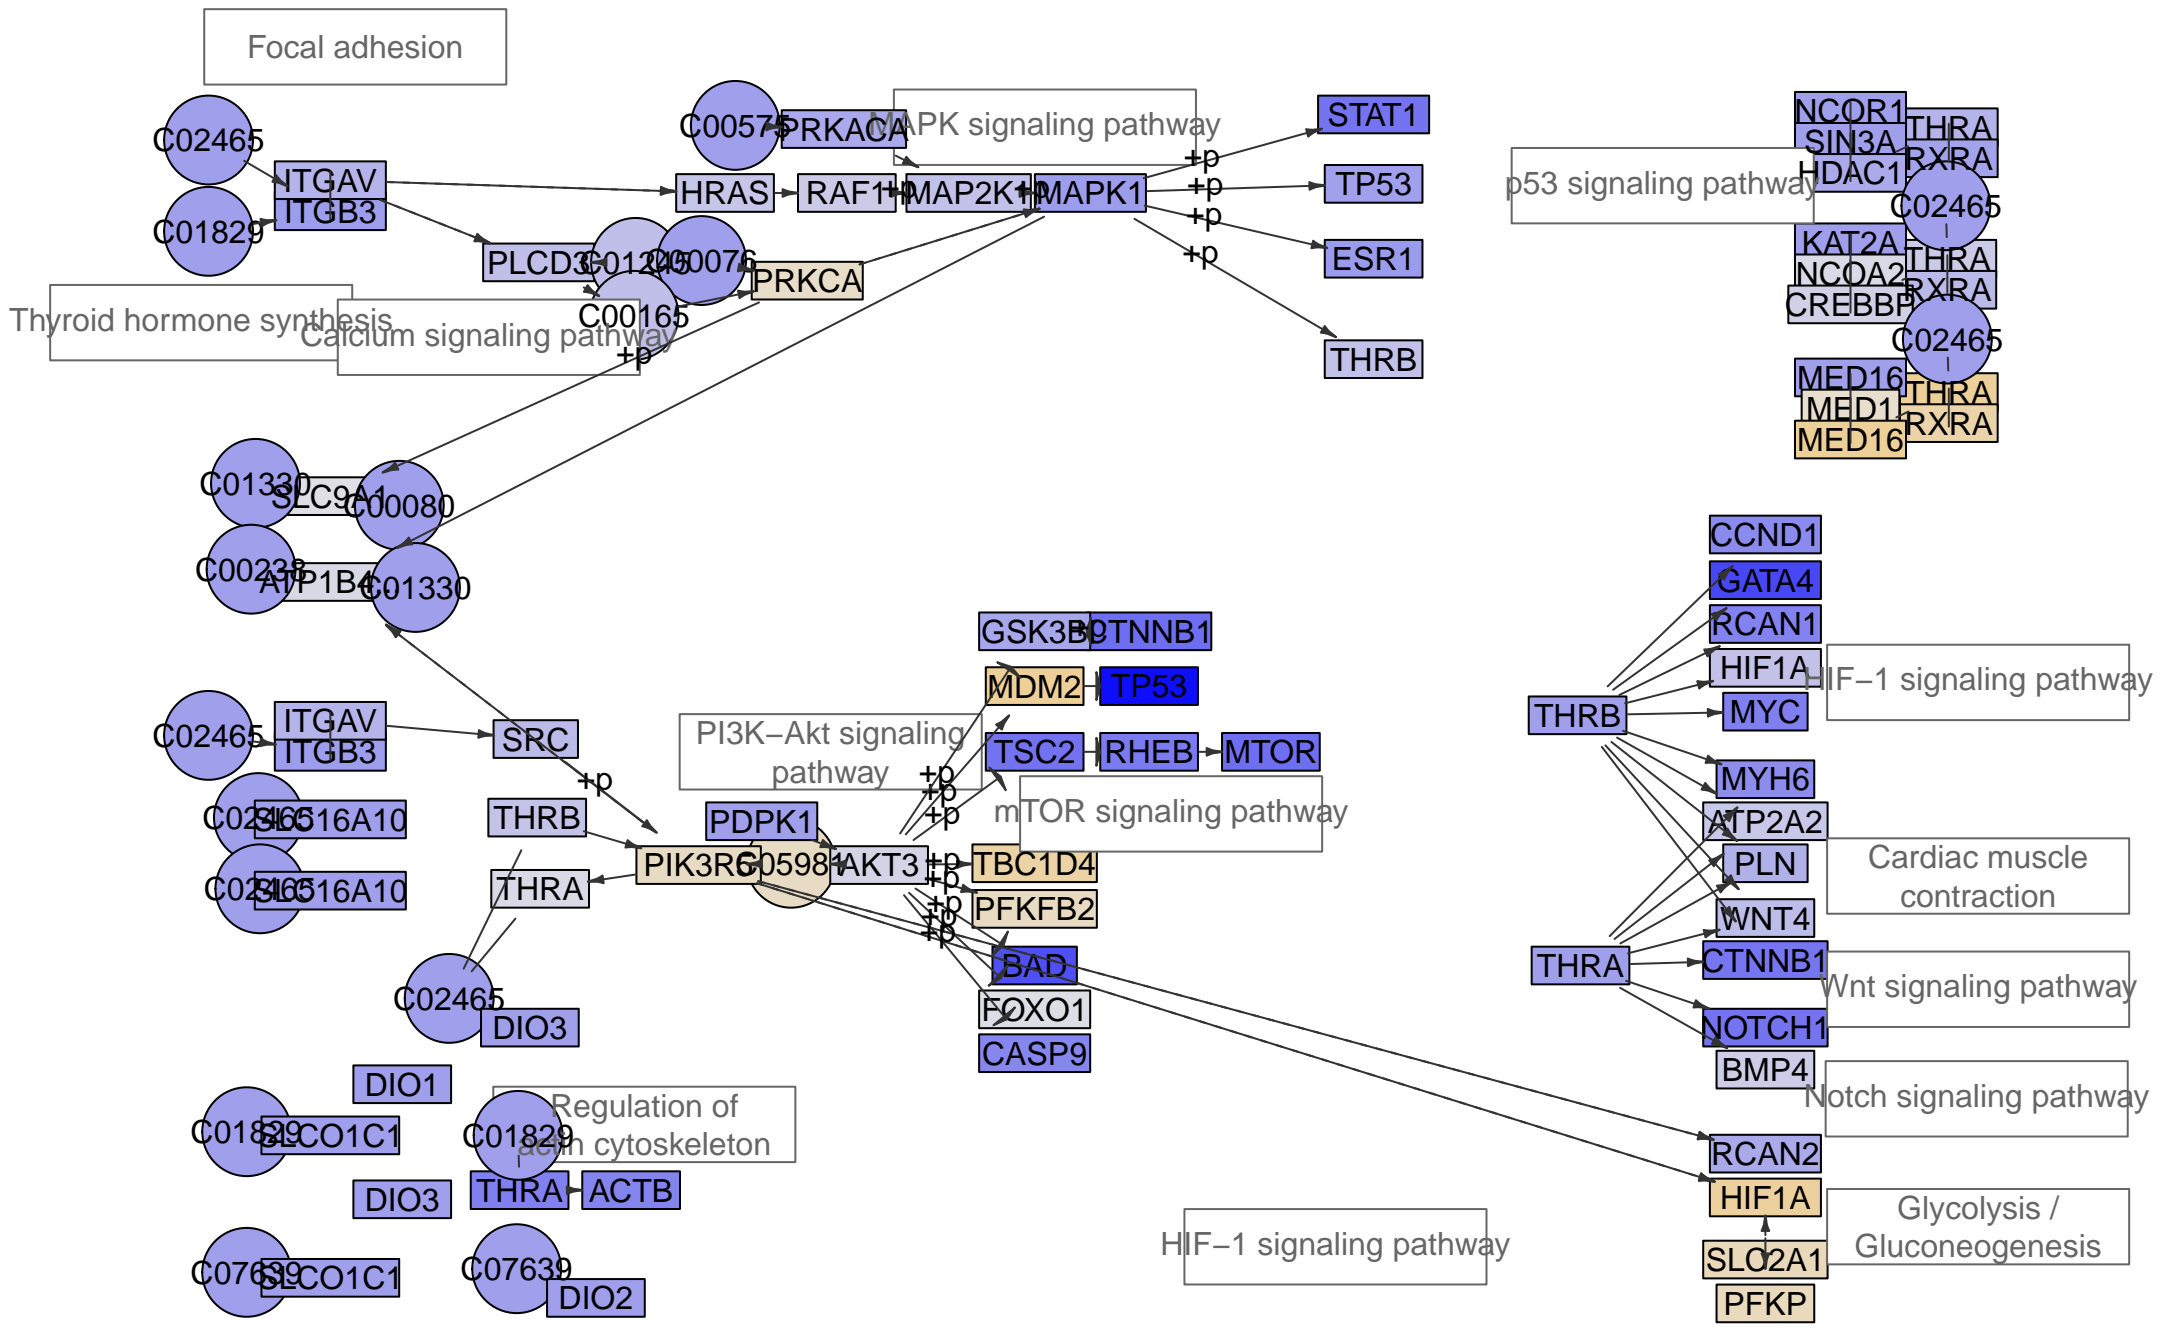 Focal adhesion
C02465
C01829
ITGAV
ITGB3
C00575
PRKACA
MAPK signaling pathway
HRAS
RAF1
+p
MAP2K1
+p
MAPK1
+p
+p
+p
+p
STAT1
TP53
ESR1
THRB
PLCD3
C01245
C00076
C00165
PRKCA
Thyroid hormone synthesis
Calcium signaling pathway
+p
p53 signaling pathway
NCOR1
SIN3A
HDAC1
THRA
RXRA
C02465
KAT2A
NCOA2
CREBBP
THRA
RXRA
C02465
MED16
MED1
MED16
THRA
RXRA
C01330
SLC9A1
C00080
C00238
ATP1B4
C01330
C02465
ITGAV
ITGB3
SRC
+p
C02465
SLC16A10
C02465
SLC16A10
THRB
THRA
C02465
DIO3
PI3K−Akt signaling
pathway
PDPK1
PIK3R6
C05981
AKT3
GSK3B
+p
CTNNB1
MDM2
TP53
TSC2
RHEB
MTOR
mTOR signaling pathway
+p
+p
+p
+p
+p
+p
+p
+p
TBC1D4
PFKFB2
BAD
FOXO1
CASP9
DIO1
C01829
SLCO1C1
DIO3
C07639
SLCO1C1
Regulation of
actin cytoskeleton
C01829
THRA
ACTB
C07639
DIO2
HIF−1 signaling pathway
THRB
THRA
CCND1
GATA4
RCAN1
HIF1A
MYC
HIF−1 signaling pathway
MYH6
ATP2A2
PLN
WNT4
Cardiac muscle
contraction
CTNNB1
Wnt signaling pathway
NOTCH1
BMP4
Notch signaling pathway
RCAN2
HIF1A
SLC2A1
PFKP
Glycolysis /
Gluconeogenesis